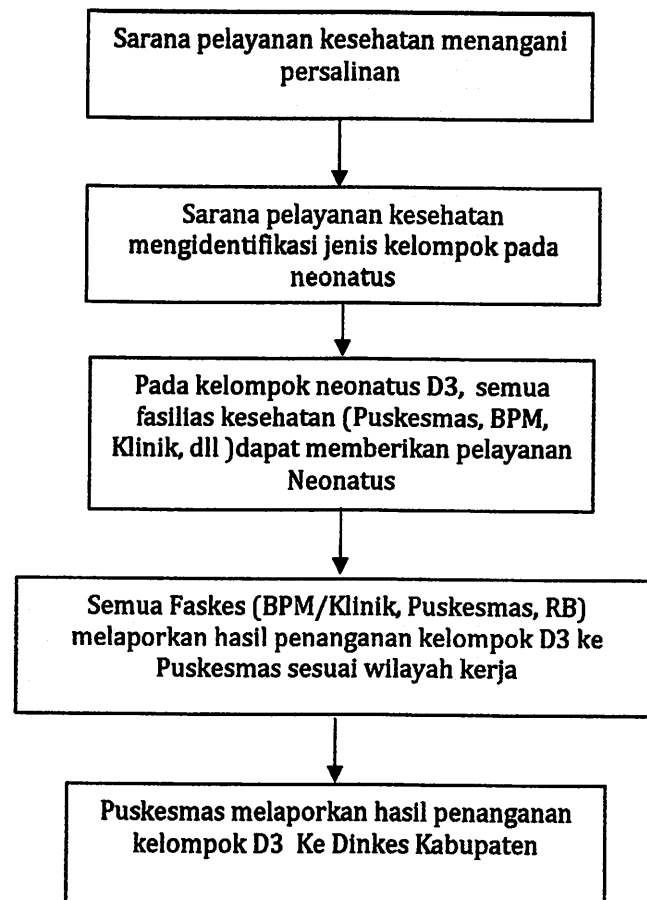 Sarana pelayanan kesehatan menangani
persalinan
Sarana pelayanan kesehatan
mengidentifikasi jenis kelompok pada
neonatus
Pada kelompok neonatus D3, semua
fasilias kesehatan (Puskesmas, BPM,
Klinik, dll )dapat memberikan pelayanan
Neonatus
Semua Faskes (BPM/Klinik, Puskesmas, RB)
melaporkan hasil penanganan kelompok D3 ke
Puskesmas sesuai wilayah kerja
Puskesmas melaporkan hasil penanganan
kelompok D3 Ke Dinkes Kabupaten